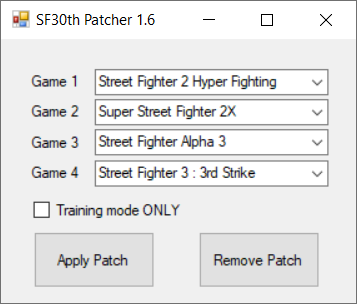 SF30th Patcher 1.6
Game 1 Street Fighter 2 Hyper Fighting
Game 2 Super Street Fighter 2X
Game 3 Street Fighter Alpha 3
Game 4 Street Fighter 3 : 3rd Strike
Training mode ONLY
Apply Patch Remove Patch